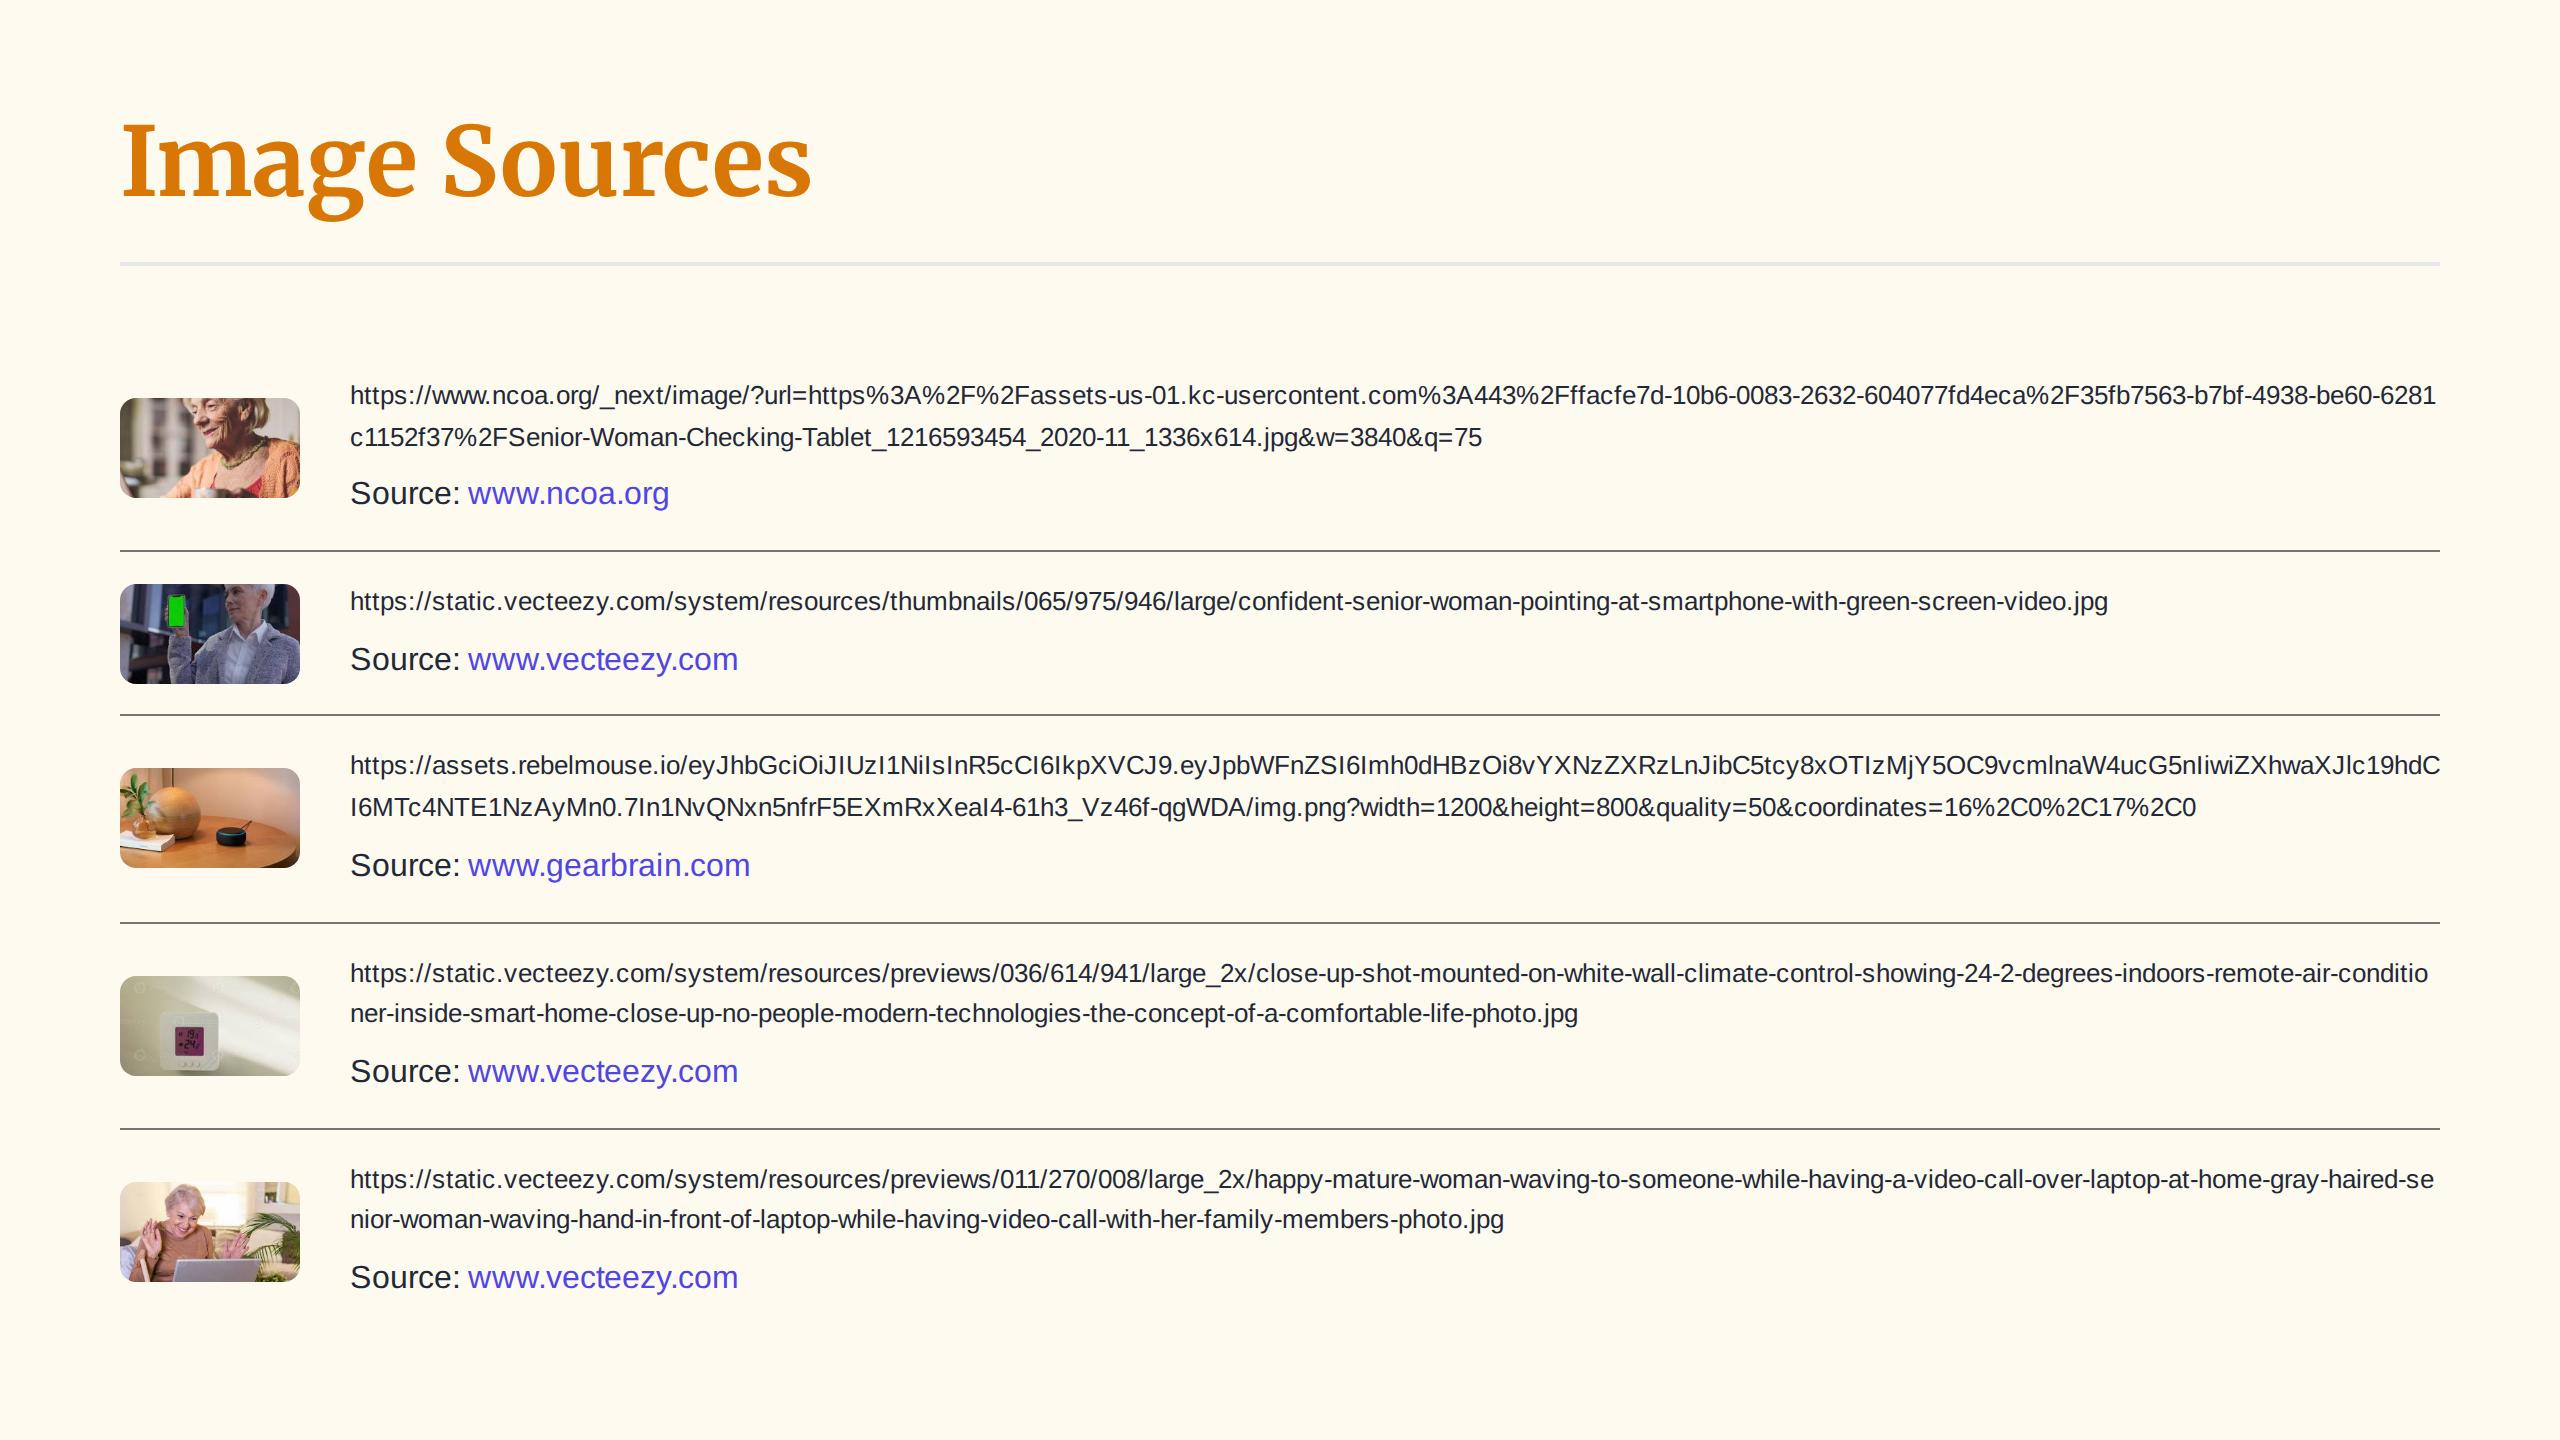 Image Sources
https://www.ncoa.org/_next/image/?url=https%3A%2F%2Fassets-us-01.kc-usercontent.com%3A443%2Fffacfe7d-10b6-0083-2632-604077fd4eca%2F35fb7563-b7bf-4938-be60-6281
c1152f37%2FSenior-Woman-Checking-Tablet_1216593454_2020-11_1336x614.jpg&w=3840&q=75
Source: www.ncoa.org
https://static.vecteezy.com/system/resources/thumbnails/065/975/946/large/confident-senior-woman-pointing-at-smartphone-with-green-screen-video.jpg
Source: www.vecteezy.com
https://assets.rebelmouse.io/eyJhbGciOiJIUzI1NiIsInR5cCI6IkpXVCJ9.eyJpbWFnZSI6Imh0dHBzOi8vYXNzZXRzLnJibC5tcy8xOTIzMjY5OC9vcmlnaW4ucG5nIiwiZXhwaXJlc19hdC
I6MTc4NTE1NzAyMn0.7In1NvQNxn5nfrF5EXmRxXeaI4-61h3_Vz46f-qgWDA/img.png?width=1200&height=800&quality=50&coordinates=16%2C0%2C17%2C0
Source: www.gearbrain.com
https://static.vecteezy.com/system/resources/previews/036/614/941/large_2x/close-up-shot-mounted-on-white-wall-climate-control-showing-24-2-degrees-indoors-remote-air-conditio
ner-inside-smart-home-close-up-no-people-modern-technologies-the-concept-of-a-comfortable-life-photo.jpg
Source: www.vecteezy.com
https://static.vecteezy.com/system/resources/previews/011/270/008/large_2x/happy-mature-woman-waving-to-someone-while-having-a-video-call-over-laptop-at-home-gray-haired-se
nior-woman-waving-hand-in-front-of-laptop-while-having-video-call-with-her-family-members-photo.jpg
Source: www.vecteezy.com